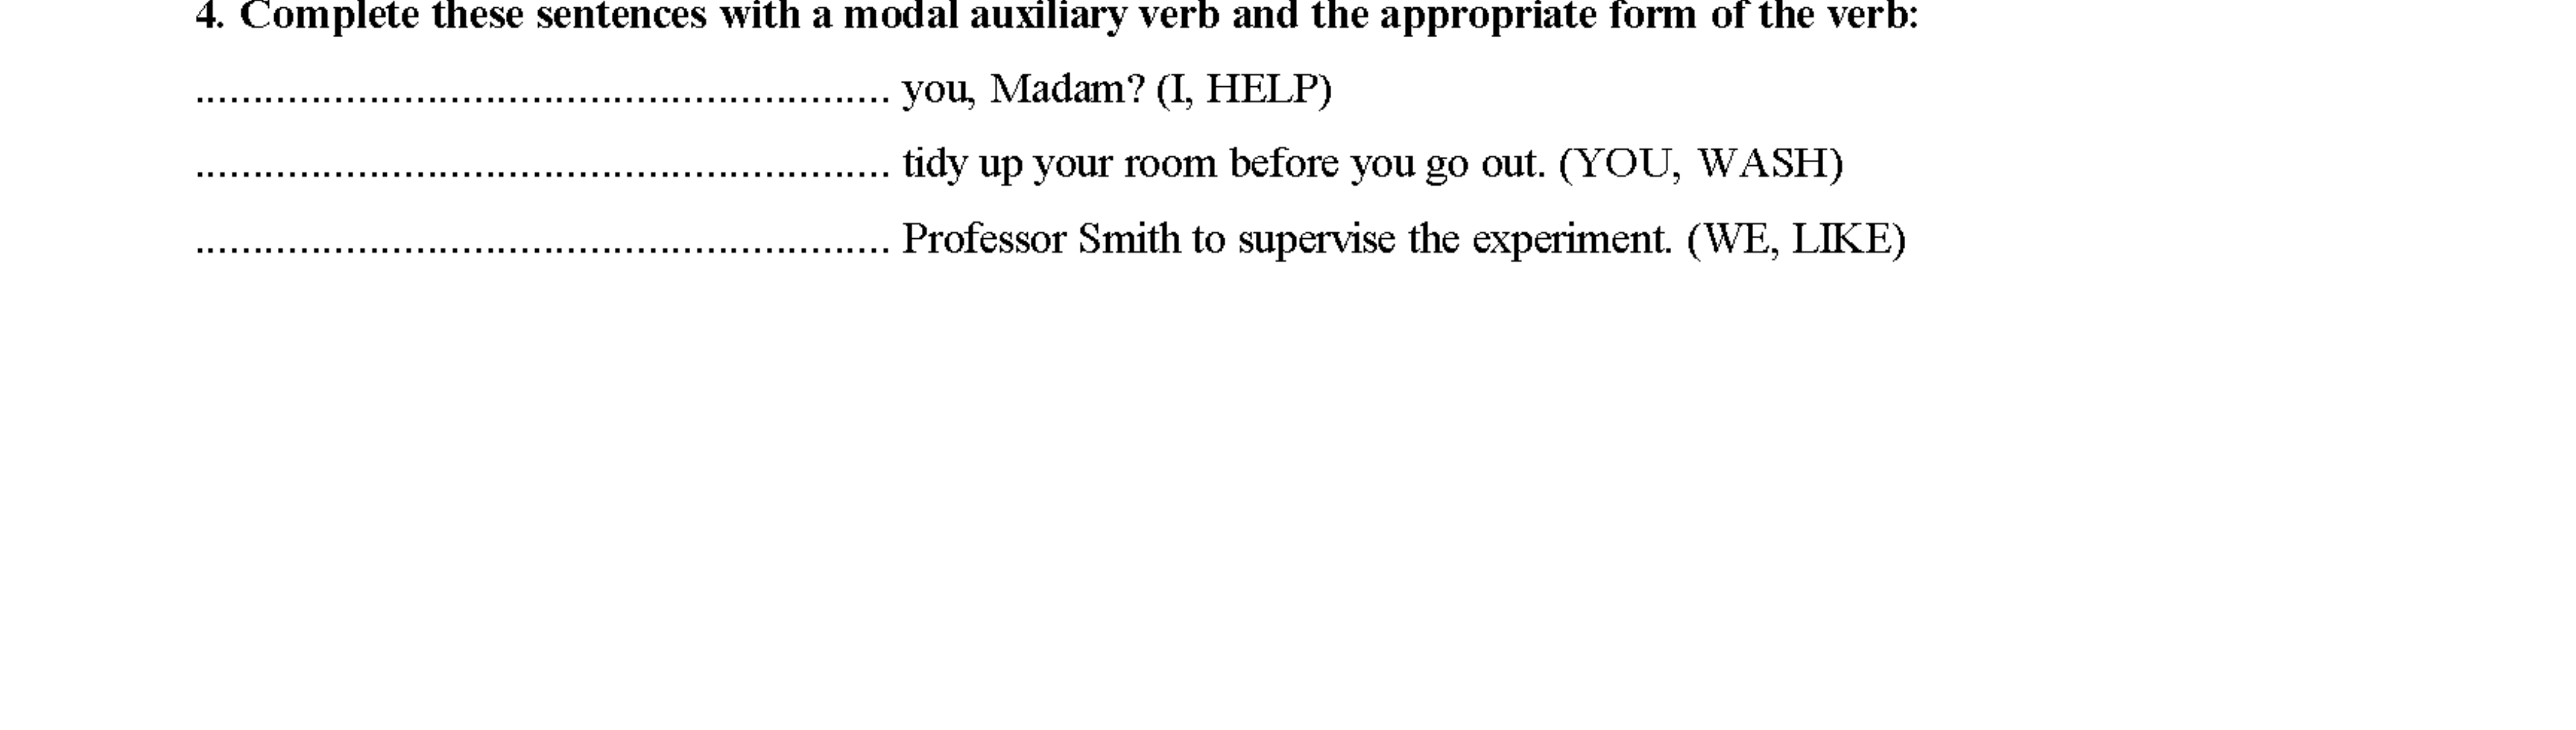 4. Complete these sentences with a modal auxiliary verb and the appropriate form of the verb:
............................................................ you, Madam? (I, HELP)
............................................................ tidy up your room before you go out. (YOU, WASH)
............................................................ Professor Smith to supervise the experiment. (WE, LIKE)